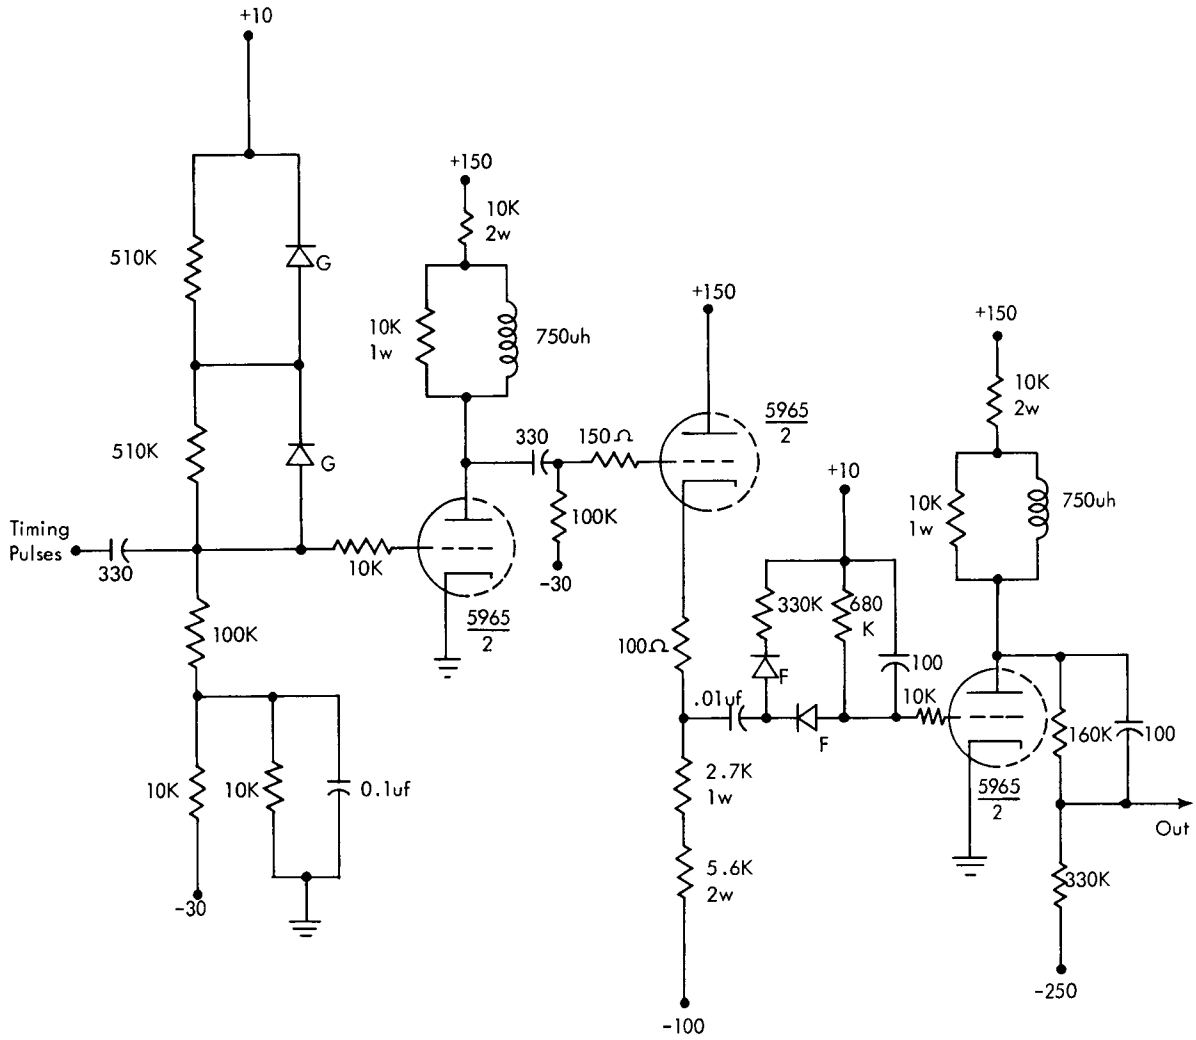 +10
510K
G
510K
G
Timing
Pulses
330
10K
100K
10K
10K
0.1uf
-30
+150
10K
2w
10K
1w
750uh
5965
2
330
150Ω
100K
-30
+150
5965
2
100Ω
.01uf
2.7K
1w
5.6K
2w
-100
+10
330K
680
K
F
F
100
10K
+150
10K
2w
10K
1w
750uh
5965
2
160K
100
Out
330K
-250